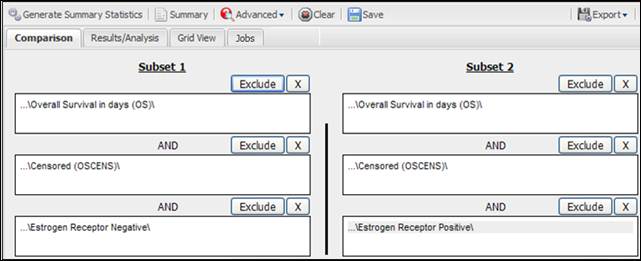 Generate Summary Statistics Summary Advanced Clear Save Export
Comparison Results/Analysis Grid View Jobs
Subset 1 Subset 2
Exclude X Exclude X
...\Overall Survival in days (OS)\ ...\Overall Survival in days (OS)\
AND Exclude X AND Exclude X
...\Censored (OSCENS)\ ...\Censored (OSCENS)\
AND Exclude X AND Exclude X
...\Estrogen Receptor Negative\ ...\Estrogen Receptor Positive\